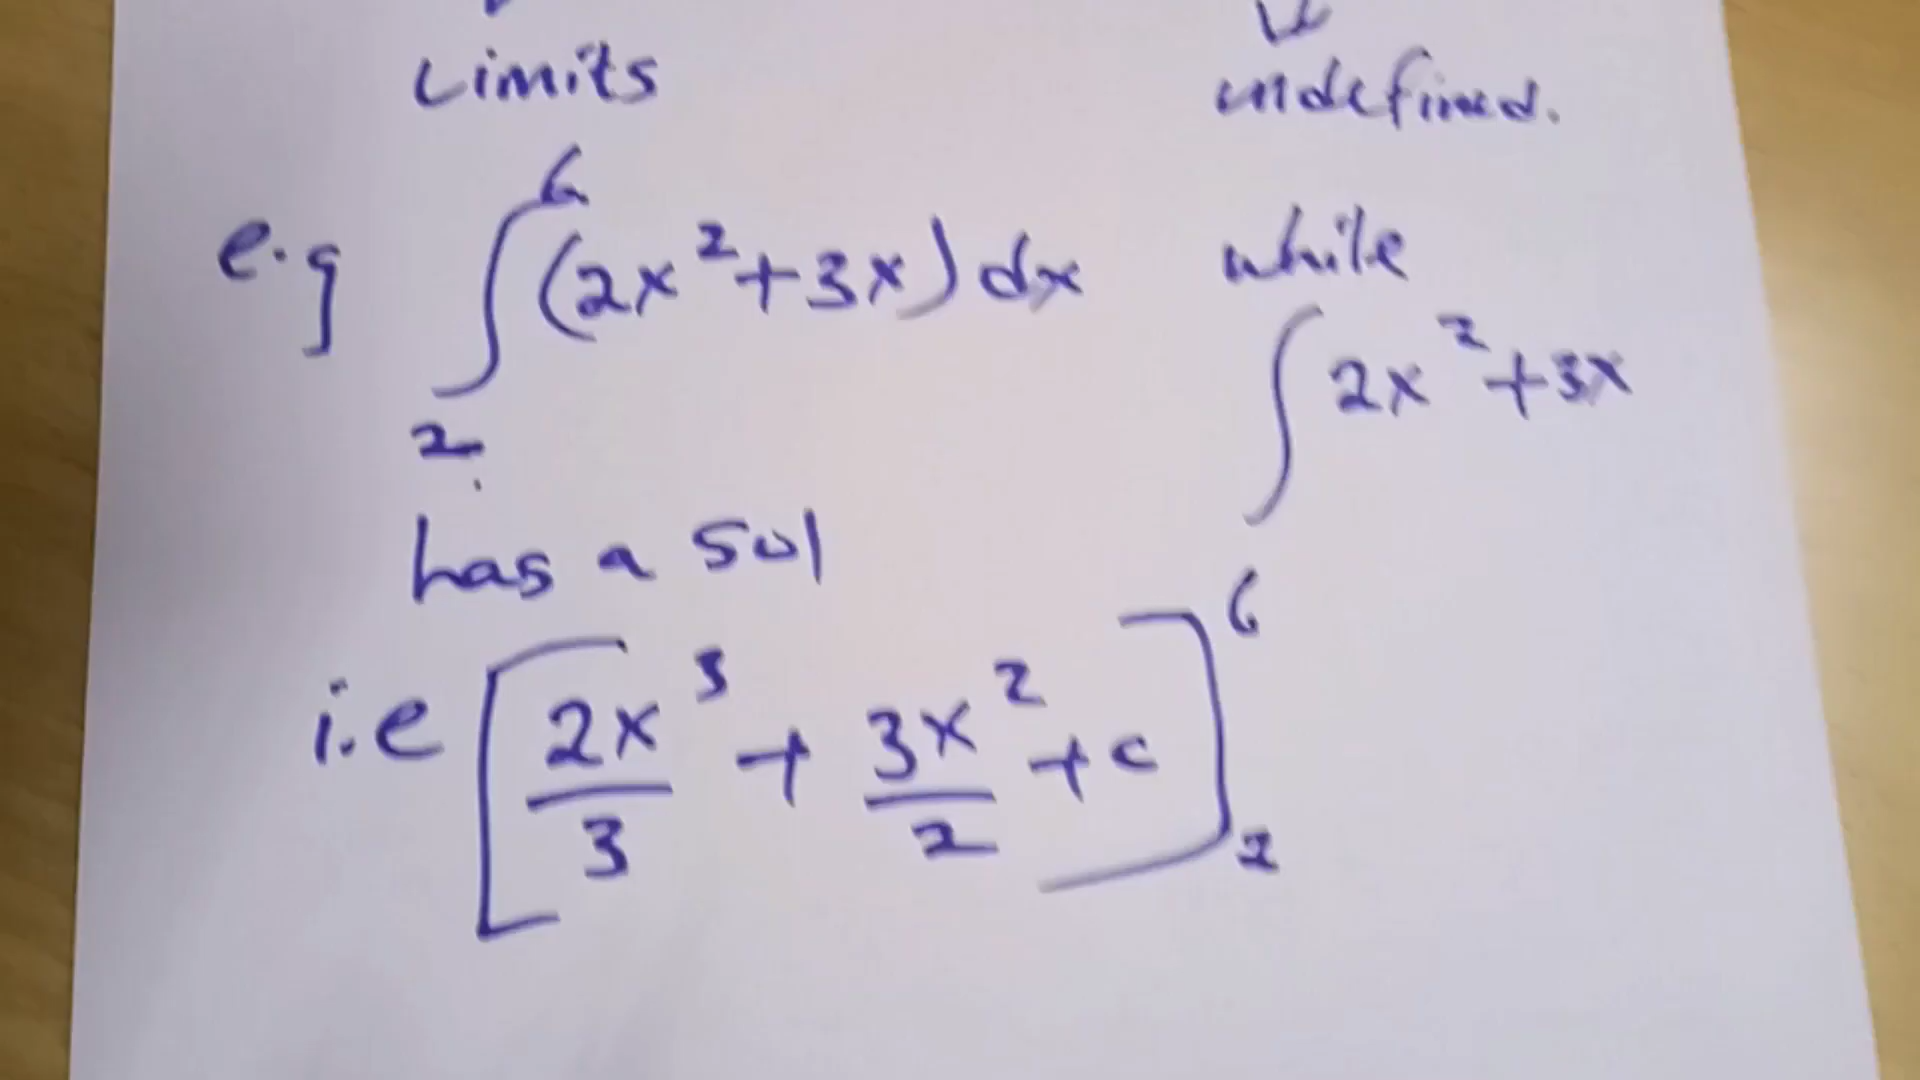 Limits
undefined.
e.g ∫₂⁶ (2x² + 3x) dx
while
∫ 2x² + 3x
has a sol
i.e [2x³/3 + 3x²/2 + c]₂⁶